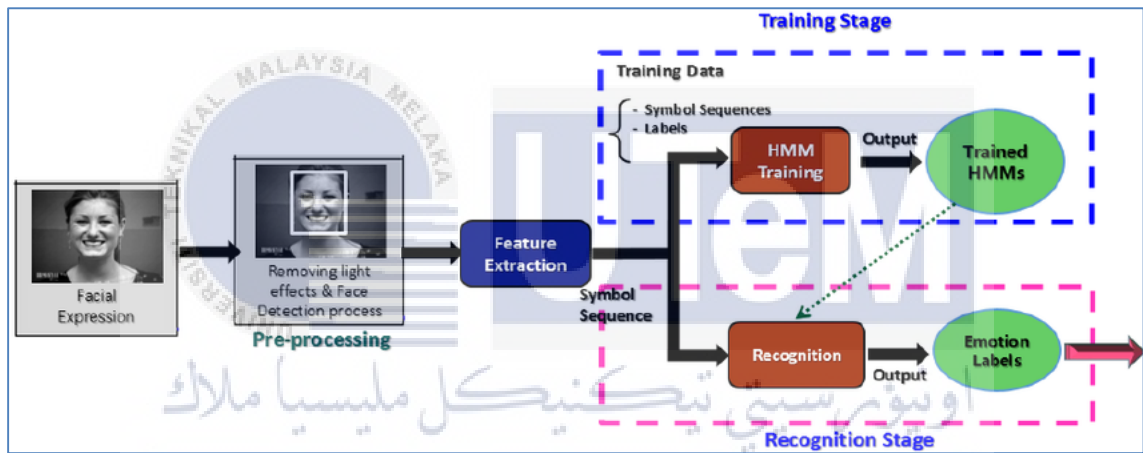 Training Stage
Training Data
- Symbol Sequences
- Labels
HMM
Training
Output
Trained
HMMs
UNIVERSITI TEKNIKAL MALAYSIA MELAKA
UTeM
Facial
Expression
Removing light
effects & Face
Detection process
Pre-processing
Feature
Extraction
Symbol
Sequence
Recognition
Output
Emotion
Labels
Recognition Stage
اونيۏرسيتي تيكنيكل مليسيا ملاك